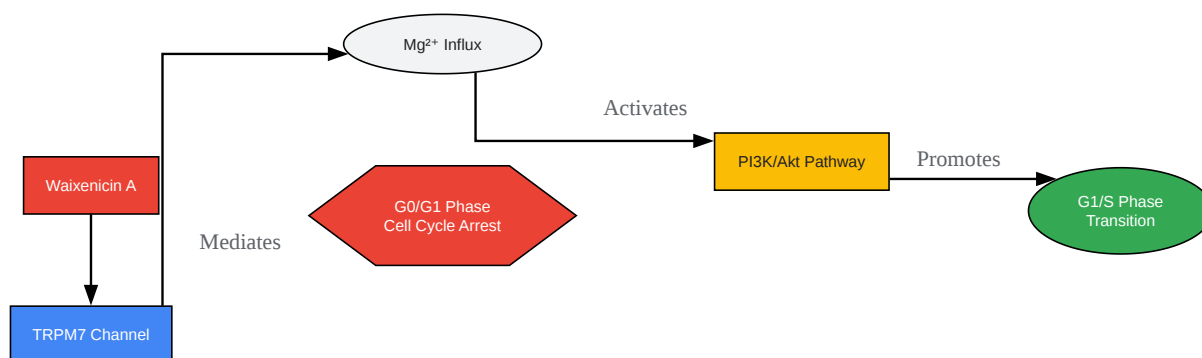 Mg²⁺ Influx
Activates
PI3K/Akt Pathway
Promotes
Waixenicin A
G1/S Phase
Transition
G0/G1 Phase
Cell Cycle Arrest
Mediates
TRPM7 Channel